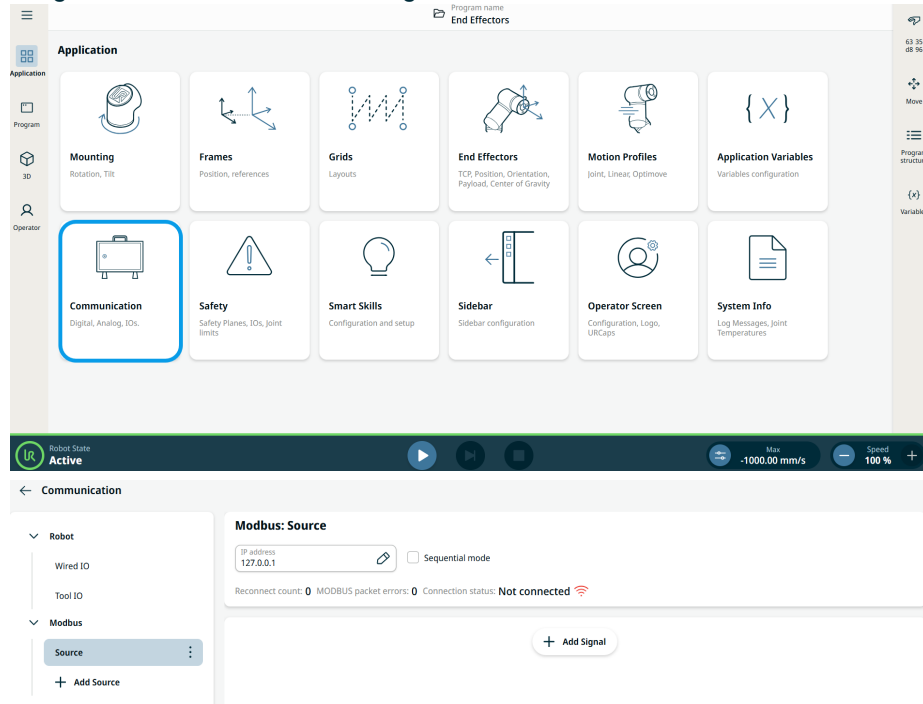 Program name
End Effectors
Application
Application
Program
3D
Operator
Mounting
Rotation, Tilt
Frames
Position, references
Grids
Layouts
End Effectors
TCP, Position, Orientation,
Payload, Center of Gravity
Motion Profiles
Joint, Linear, Optimove
Application Variables
Variables configuration
Communication
Digital, Analog, IOs.
Safety
Safety Planes, IOs, Joint
limits
Smart Skills
Configuration and setup
Sidebar
Sidebar configuration
Operator Screen
Configuration, Logo,
URCaps
System Info
Log Messages, Joint
Temperatures
63 35
d8 96
Move
{x}
UR
Robot State
Active
Max
-1000.00 mm/s
Speed
100 %
Communication
Robot
Wired IO
Tool IO
Modbus
Source
+ Add Source
Modbus: Source
IP address
127.0.0.1
Sequential mode
Reconnect count: 0 MODBUS packet errors: 0 Connection status: Not connected
+ Add Signal